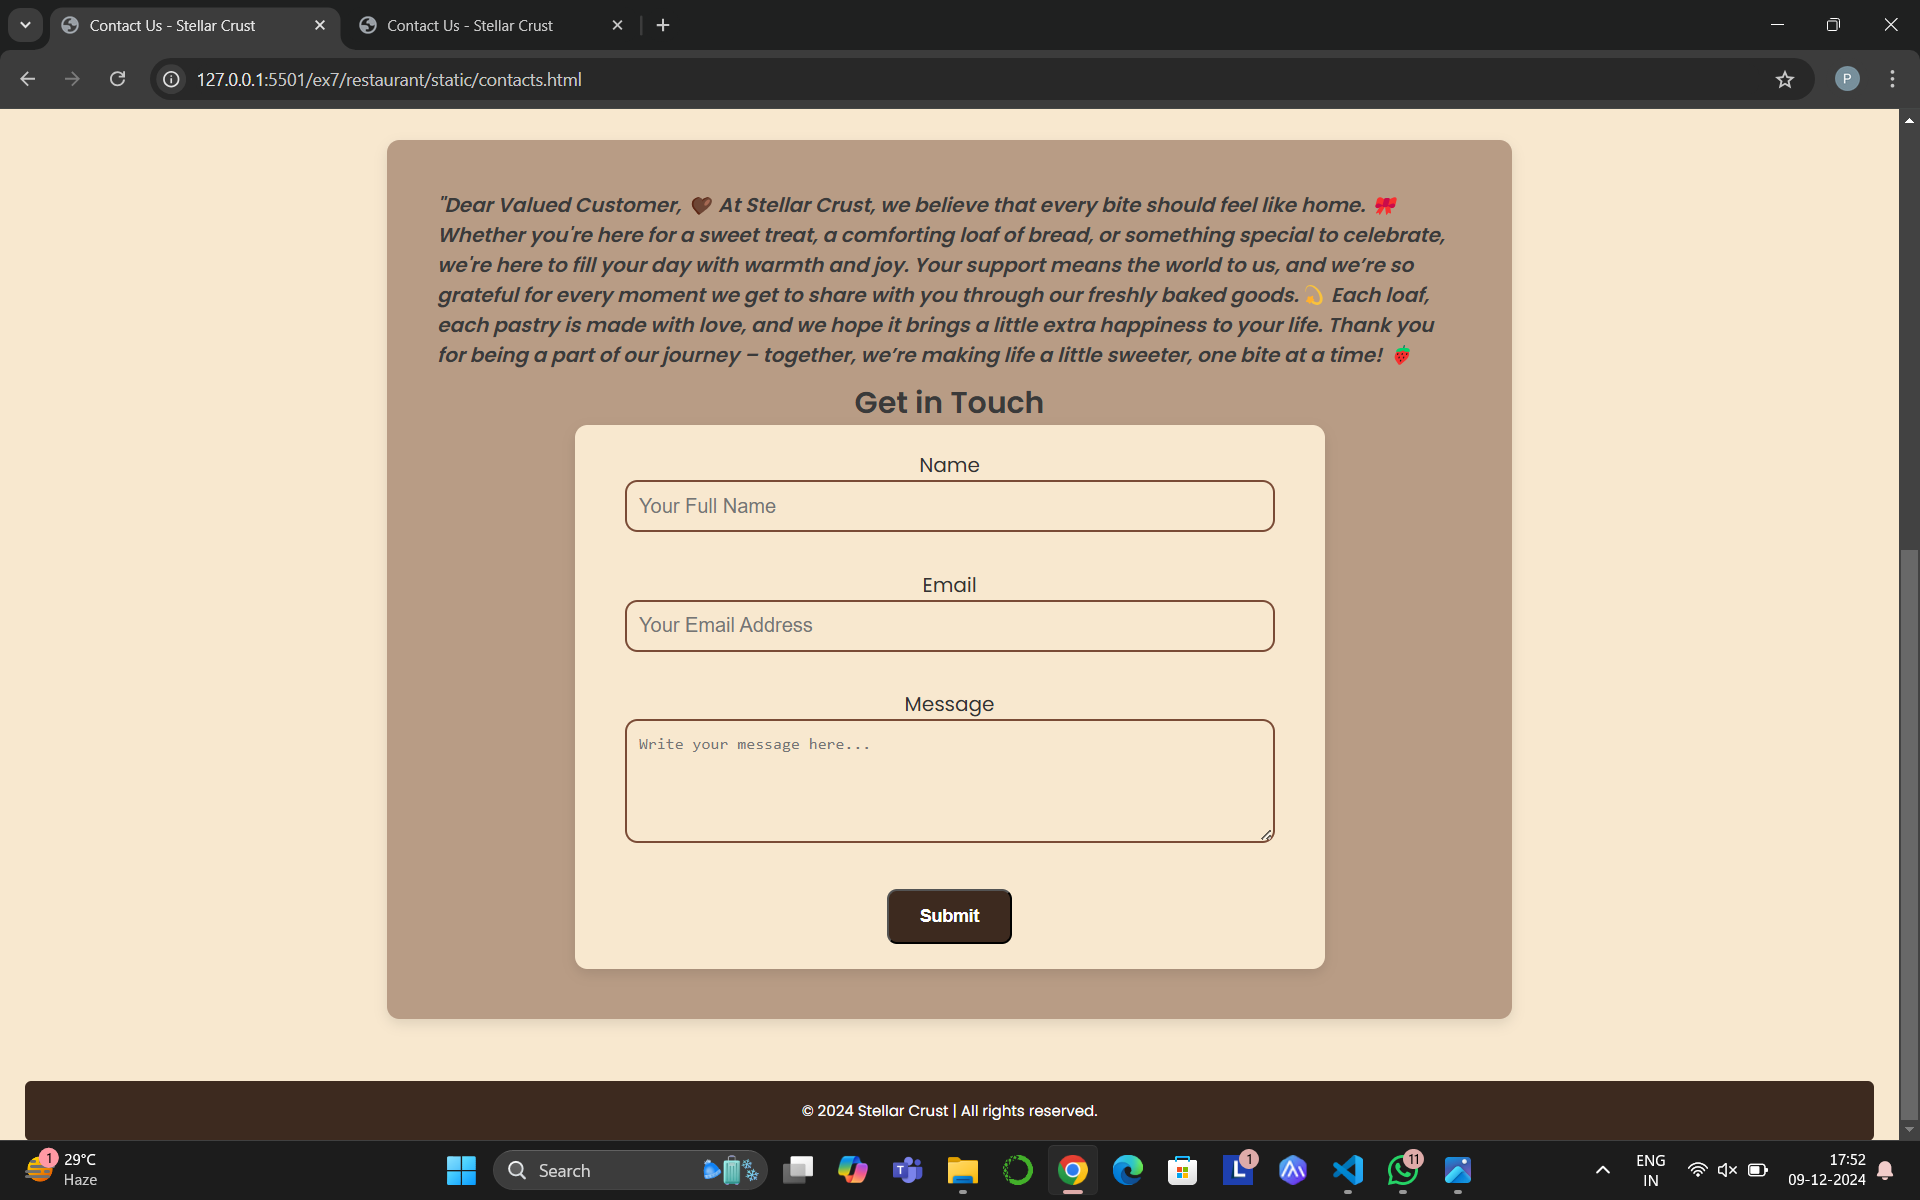 Contact Us - Stellar Crust
Contact Us - Stellar Crust
127.0.0.1:5501/ex7/restaurant/static/contacts.html
P
"Dear Valued Customer, 🤎 At Stellar Crust, we believe that every bite should feel like home. 🎀
Whether you're here for a sweet treat, a comforting loaf of bread, or something special to celebrate,
we're here to fill your day with warmth and joy. Your support means the world to us, and we’re so
grateful for every moment we get to share with you through our freshly baked goods. 💫 Each loaf,
each pastry is made with love, and we hope it brings a little extra happiness to your life. Thank you
for being a part of our journey – together, we’re making life a little sweeter, one bite at a time! 🍓
Get in Touch
Name
Your Full Name
Email
Your Email Address
Message
Write your message here...
Submit
© 2024 Stellar Crust | All rights reserved.
1
29°C
Haze
Search
T
L
1
11
ENG
IN
17:52
09-12-2024